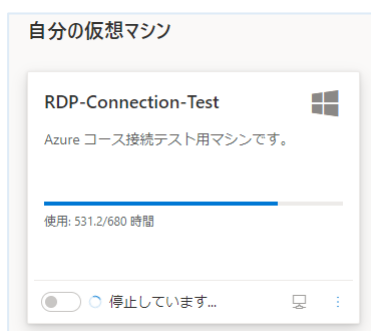 自分の仮想マシン
RDP-Connection-Test
Azure コース接続テスト用マシンです。
使用: 531.2/680 時間
停止しています...